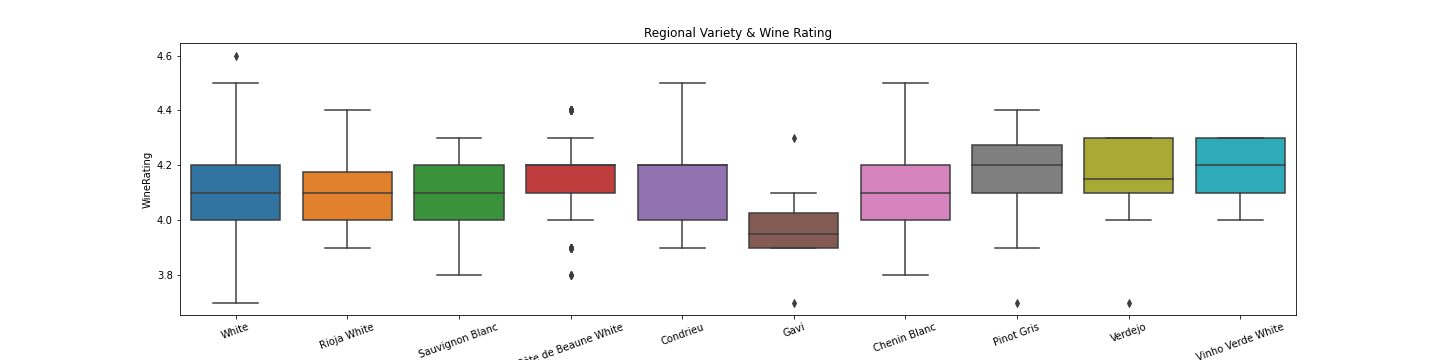 Regional Variety & Wine Rating
4.6
4.4
4.2
4.0
3.8
WineRating
White
Rioja White
Sauvignon Blanc
de Beaune White
Condrieu
Gavi
Chenin Blanc
Pinot Gris
Verdejo
Vinho Verde White